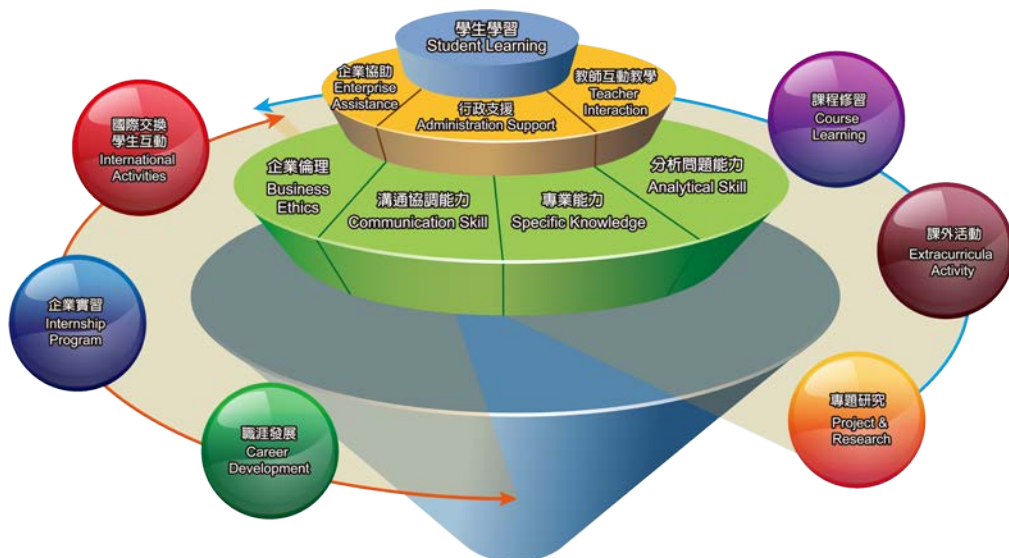 學生學習
Student Learning
企業協助
Enterprise
Assistance
行政支援
Administration Support
教師互動教學
Teacher
Interaction
企業倫理
Business
Ethics
溝通協調能力
Communication Skill
專業能力
Specific Knowledge
分析問題能力
Analytical Skill
國際交換
學生互動
International
Activities
企業實習
Internship
Program
職涯發展
Career
Development
課程修習
Course
Learning
課外活動
Extracurricula
Activity
專題研究
Project &
Research